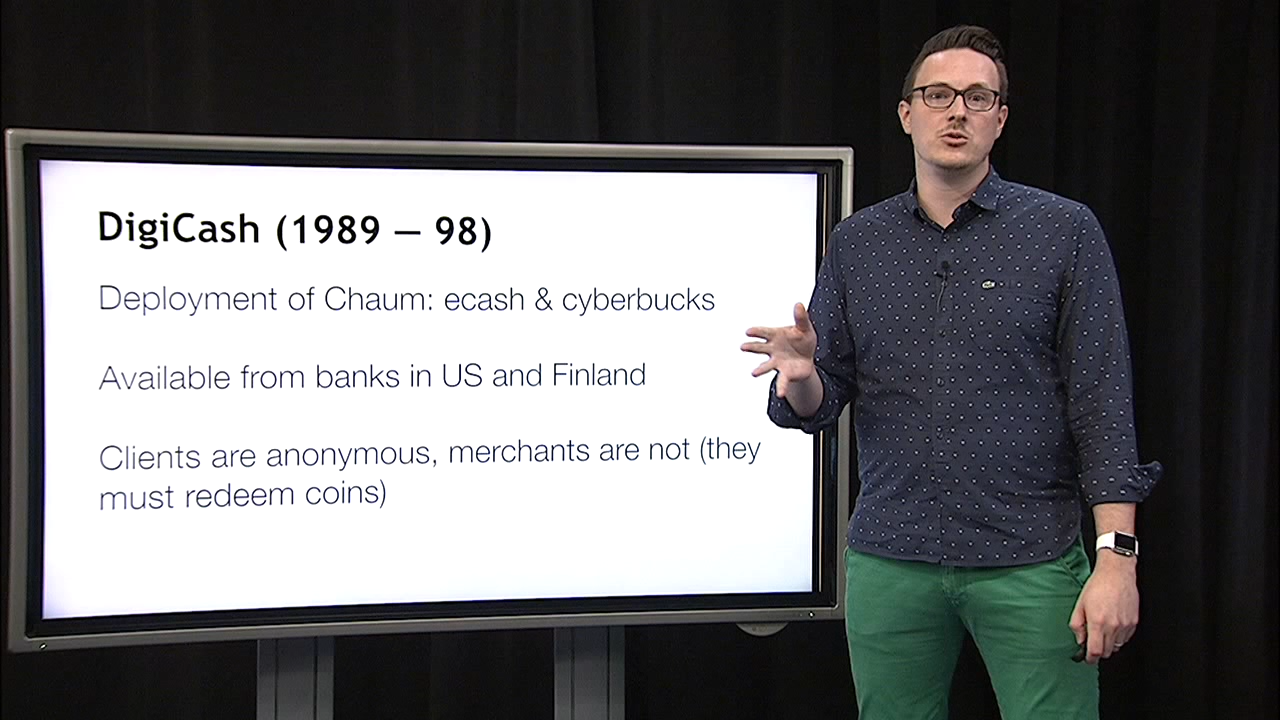 DigiCash (1989 – 98)
Deployment of Chaum: ecash & cyberbucks
Available from banks in US and Finland
Clients are anonymous, merchants are not (they
must redeem coins)